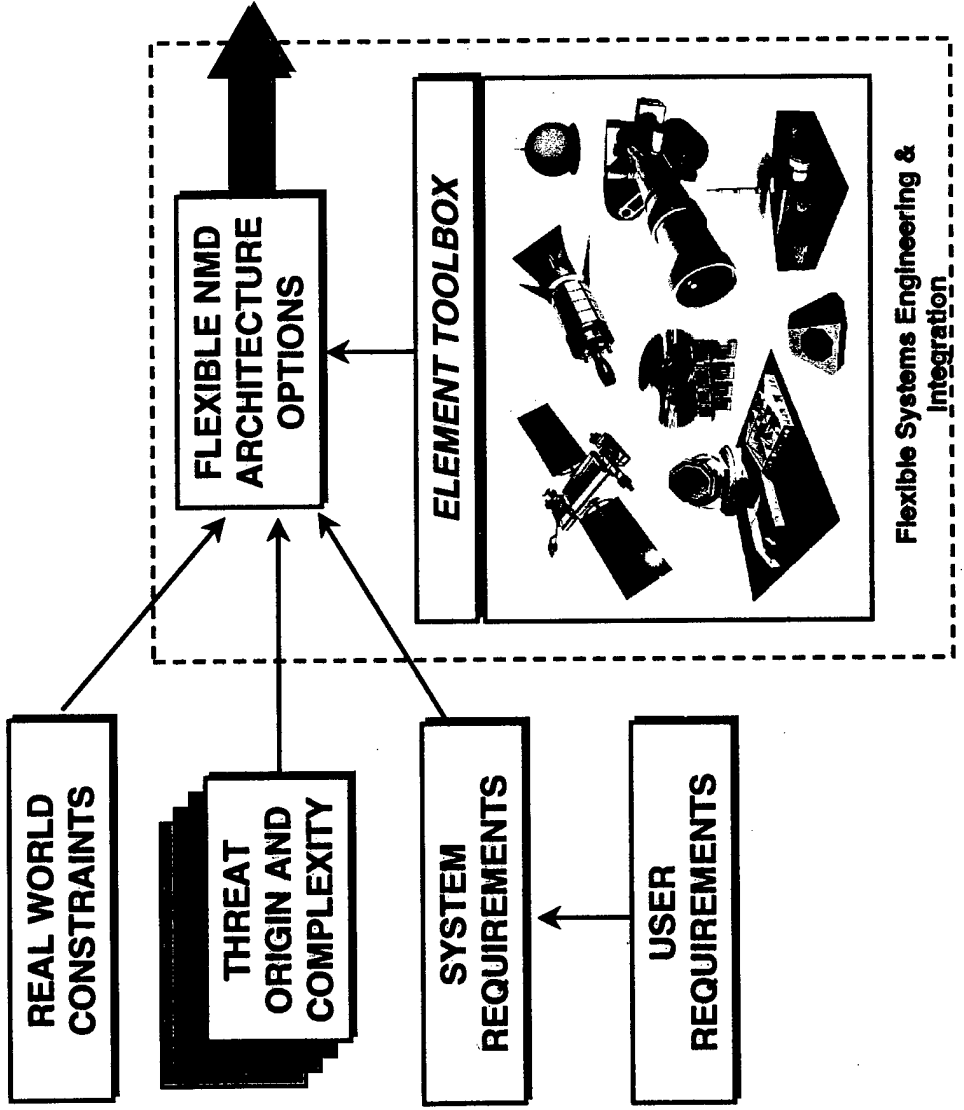 REAL WORLD
CONSTRAINTS
THREAT
ORIGIN AND
COMPLEXITY
SYSTEM
REQUIREMENTS
USER
REQUIREMENTS
FLEXIBLE NMD
ARCHITECTURE
OPTIONS
ELEMENT TOOLBOX
Flexible Systems Engineering &
Integration